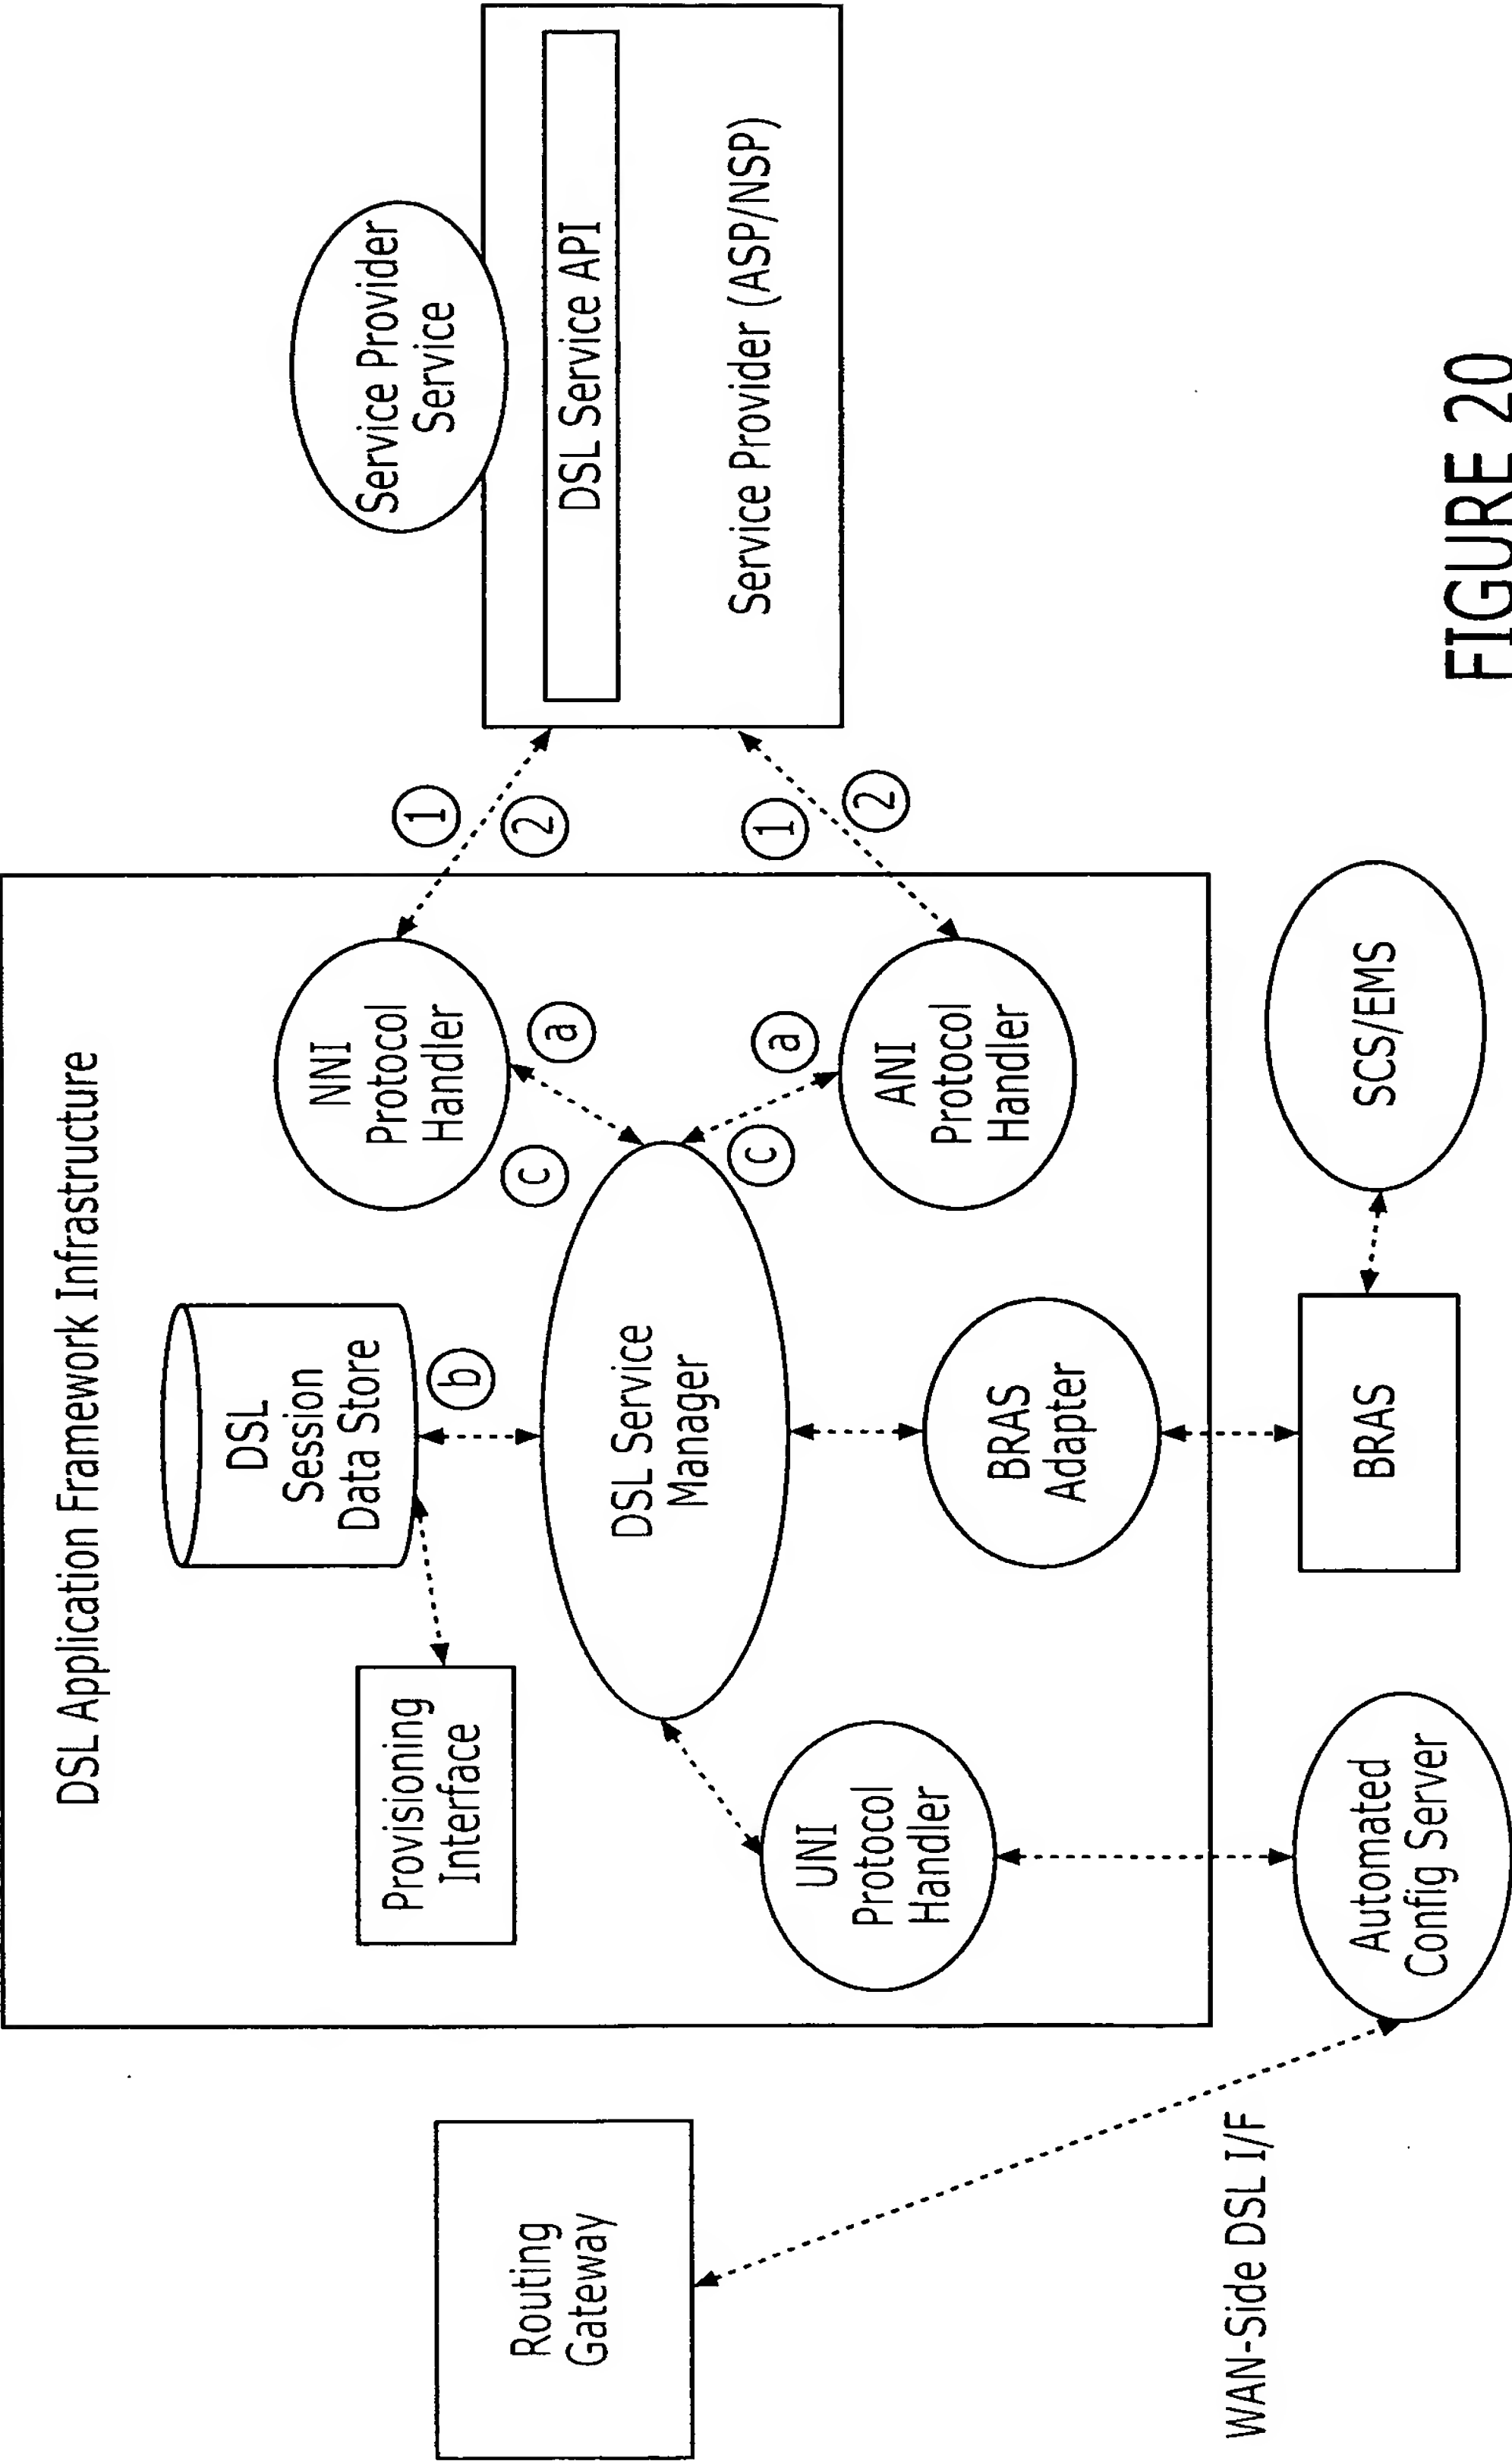 DSL Application Framework Infrastructure
Routing
Gateway
Provisioning
Interface
DSL
Session
Data Store
b
NNI
Protocol
Handler
a
c
1
2
Service Provider
Service
DSL Service API
Service Provider (ASP/NSP)
DSL Service
Manager
UNI
Protocol
Handler
BRAS
Adapter
a
c
ANI
Protocol
Handler
1
2
WAN-Side DSL I/F
Automated
Config Server
BRAS
SCS/EMS
FIGURE 20